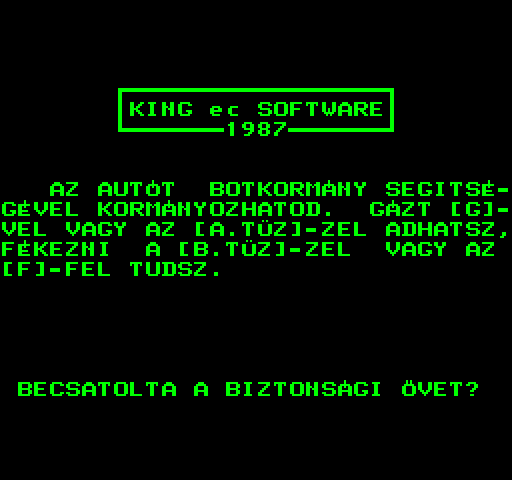 KING ec SOFTWARE
1987
AZ AUTÓT BOTKORMÁNY SEGITSÉ-
GÉVEL KORMÁNYOZHATOD. GÁZT [G]-
VEL VAGY AZ [A.TÜZ]-ZEL ADHATSZ,
FÉKEZNI A [B.TÜZ]-ZEL VAGY AZ
[F]-FEL TUDSZ.
BECSATOLTA A BIZTONSÁGI ÖVET?